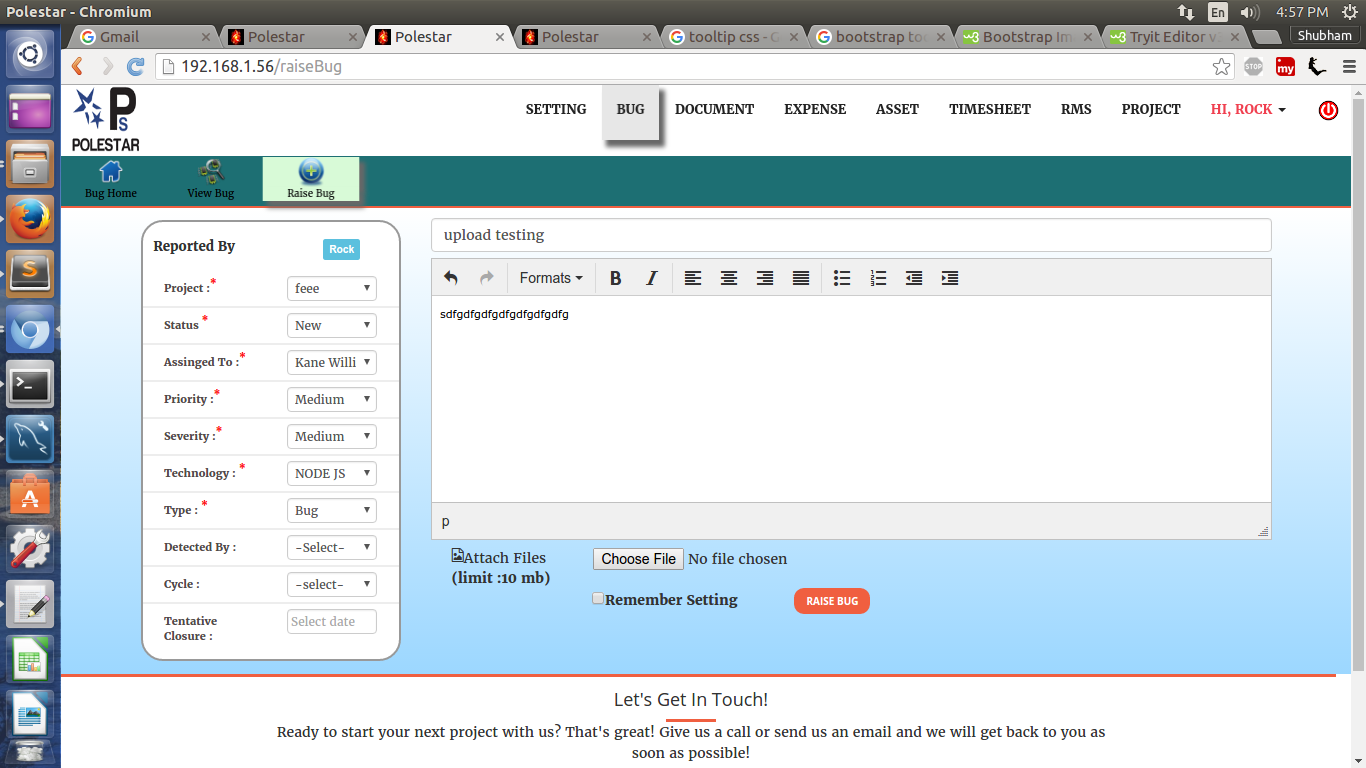 Polestar - Chromium
En
4:57 PM
Gmail
Polestar
Polestar
Polestar
tooltip css - G
bootstrap too
Bootstrap Im
Tryit Editor v
Shubham
192.168.1.56/raiseBug
STOP
my
PS
POLESTAR
SETTING
BUG
DOCUMENT
EXPENSE
ASSET
TIMESHEET
RMS
PROJECT
HI, ROCK
Bug Home
View Bug
Raise Bug
Reported By
Rock
Project :*
feee
Status *
New
Assinged To :*
Kane Willi
Priority :*
Medium
Severity :*
Medium
Technology : *
NODE JS
Type : *
Bug
Detected By :
-Select-
Cycle :
-select-
Tentative
Closure :
Select date
upload testing
Formats
B
I
sdfgdfgdfgdfgdfgdfgdfg
p
Attach Files
(limit :10 mb)
Choose File No file chosen
Remember Setting
RAISE BUG
Let's Get In Touch!
Ready to start your next project with us? That's great! Give us a call or send us an email and we will get back to you as
soon as possible!